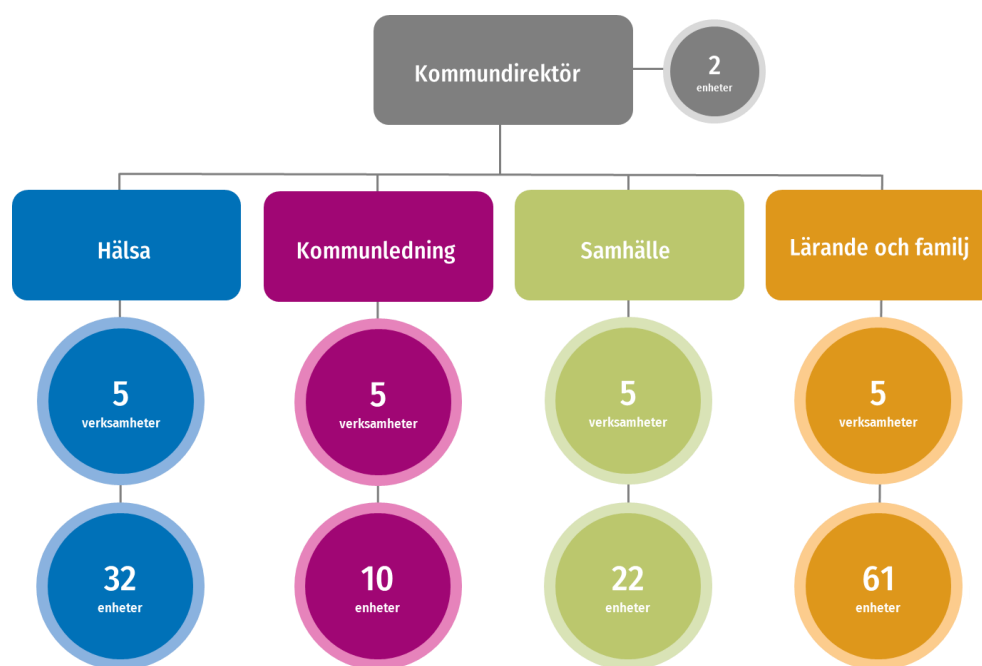 Kommundirektör
2
enheter
Hälsa
Kommunledning
Samhälle
Lärande och familj
5
verksamheter
5
verksamheter
5
verksamheter
5
verksamheter
32
enheter
10
enheter
22
enheter
61
enheter